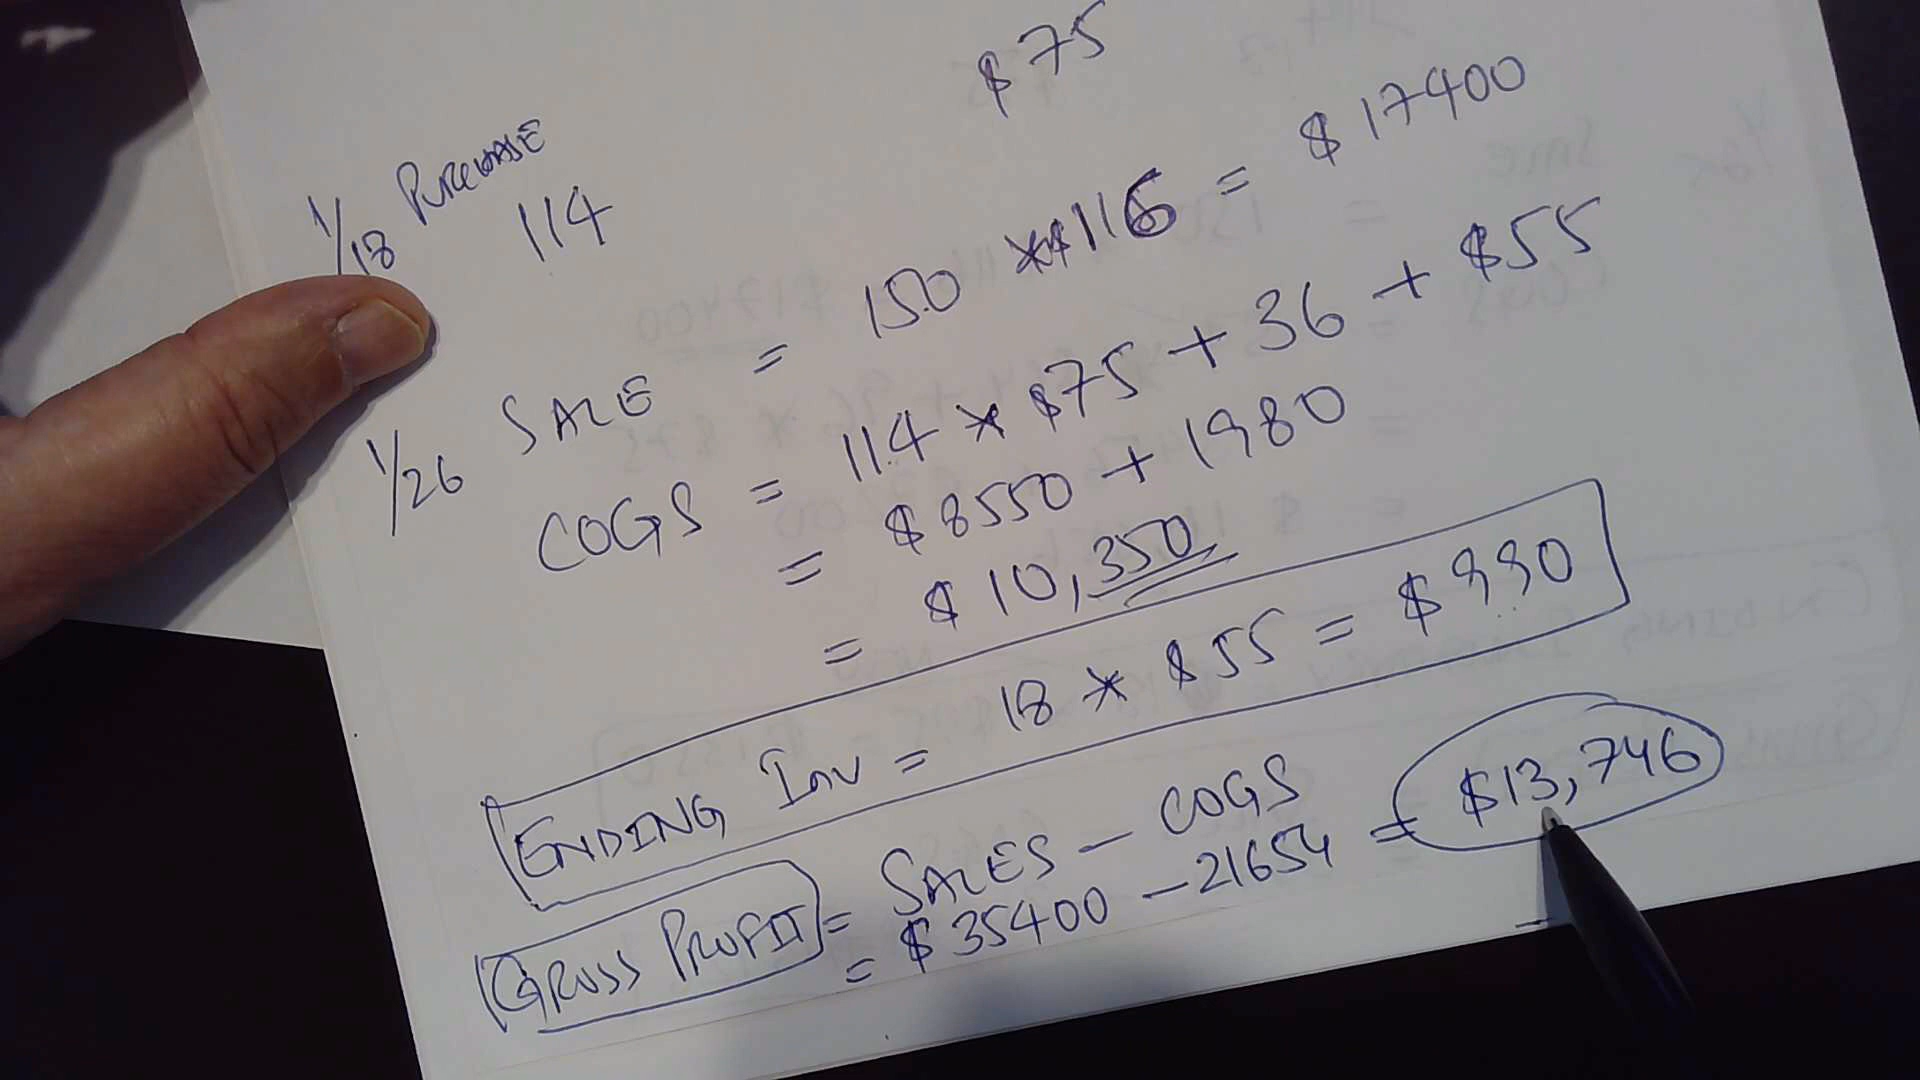 $75
1/18 PURCHASE
114
1/26 SALE = 150 *$116 = $17400
COGS = 114 * $75 + 36 + $55
= $8550 + 1980
= $10,350
ENDING INV = 18 * $55 = $990
GROSS PROFIT = SALES - COGS
= $35400 - 21654 = $13,746